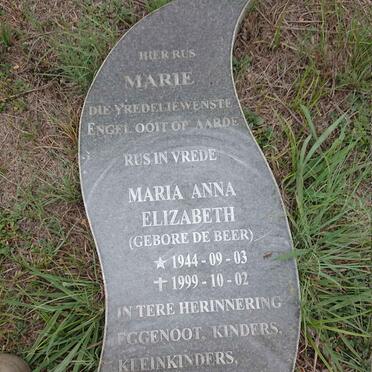 HIER RUS
MARIE
DIE VREDELIEWENSTE
ENGEL OOIT OP AARDE
RUS IN VREDE
MARIA ANNA
ELIZABETH
(GEBORE DE BEER)
★ 1944 - 09 - 03
✝ 1999 - 10 - 02
IN TERE HERINNERING
EGGENOOT, KINDERS,
KLEINKINDERS,